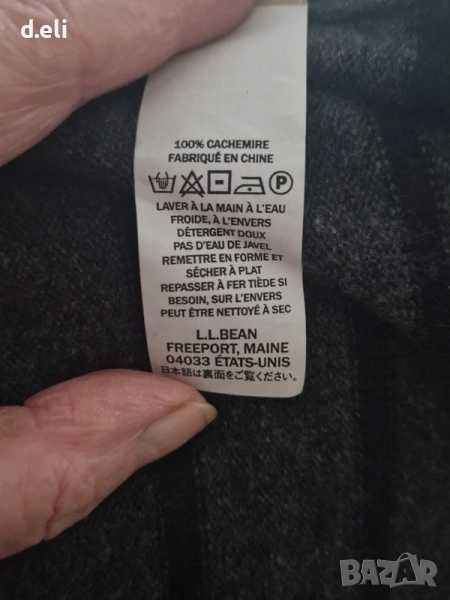 d.eli
100% CACHEMIRE
FABRIQUÉ EN CHINE
P
LAVER À LA MAIN À L'EAU
FROIDE, À L'ENVERS
DÉTERGENT DOUX
PAS D'EAU DE JAVEL
REMETTRE EN FORME ET
SÉCHER À PLAT
REPASSER À FER TIÈDE SI
BESOIN, SUR L'ENVERS
PEUT ÊTRE NETTOYÉ À SEC
L.L.BEAN
FREEPORT, MAINE
04033 ÉTATS-UNIS
日本語は裏面をご覧ください。
BAZAR